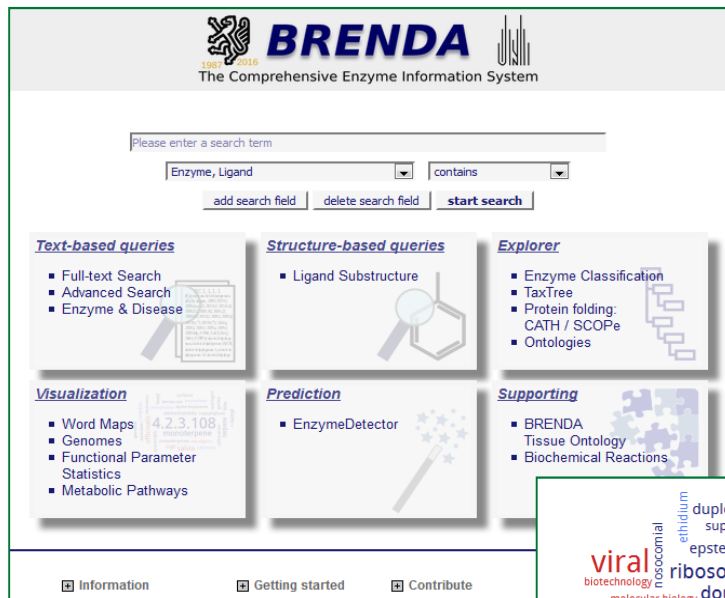 BRENDA
1987 2016
The Comprehensive Enzyme Information System
Please enter a search term
Enzyme, Ligand
contains
add search field
delete search field
start search
Text-based queries
Full-text Search
Advanced Search
Enzyme & Disease
Structure-based queries
Ligand Substructure
Explorer
Enzyme Classification
TaxTree
Protein folding:
CATH / SCOPe
Ontologies
Visualization
4.2.3.108
monoterpene
Word Maps
Genomes
Functional Parameter
Statistics
Metabolic Pathways
Prediction
EnzymeDetector
Supporting
BRENDA
Tissue Ontology
Biochemical Reactions
Information
Getting started
Contribute
ethidium
nosocomial
viral
biotechnology